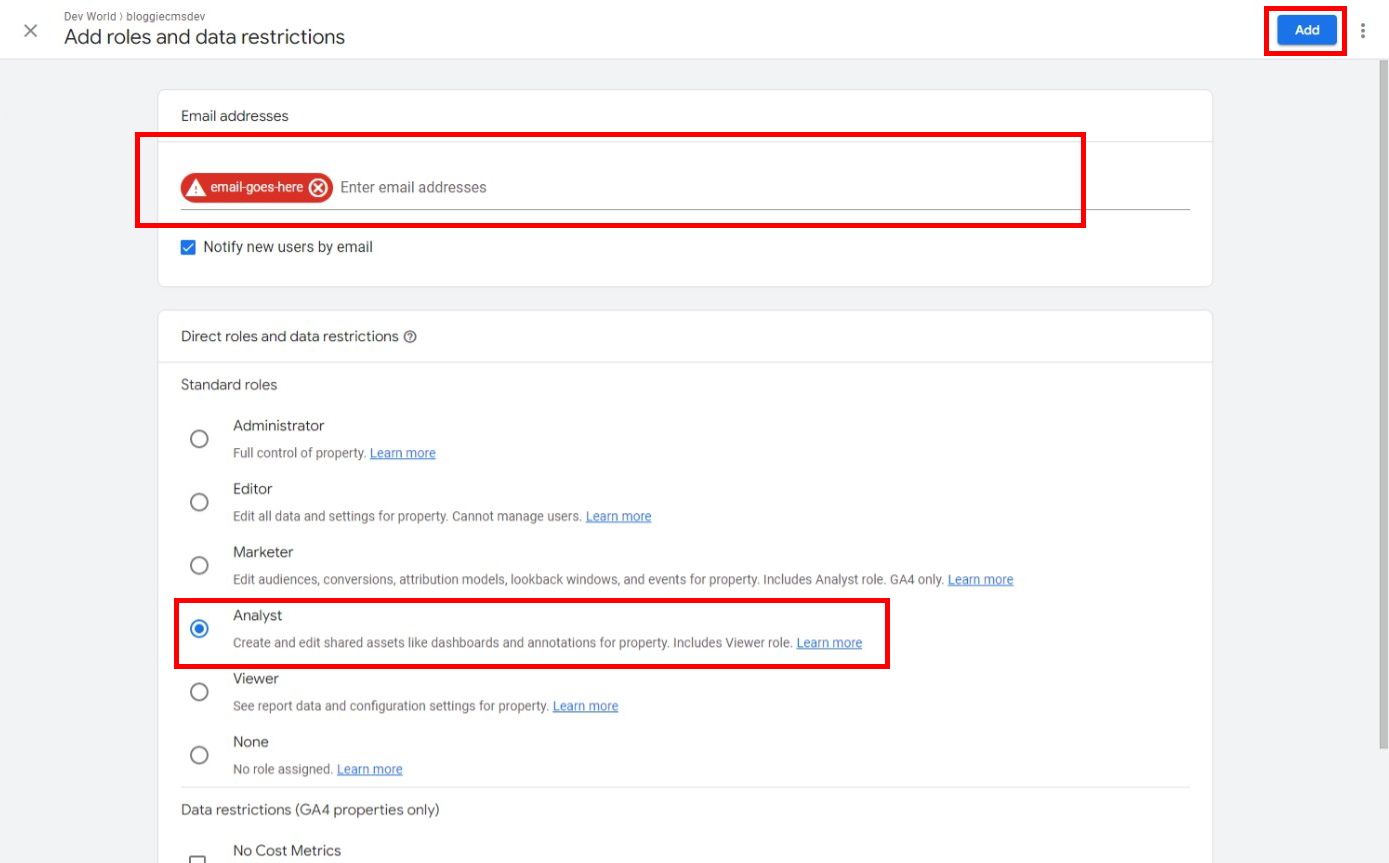 Dev World > bloggiecmsdev
Add roles and data restrictions
Add
Email addresses
email-goes-here Enter email addresses
Notify new users by email
Direct roles and data restrictions
Standard roles
Administrator
Full control of property. Learn more
Editor
Edit all data and settings for property. Cannot manage users. Learn more
Marketer
Edit audiences, conversions, attribution models, lookback windows, and events for property. Includes Analyst role. GA4 only. Learn more
Analyst
Create and edit shared assets like dashboards and annotations for property. Includes Viewer role. Learn more
Viewer
See report data and configuration settings for property. Learn more
None
No role assigned. Learn more
Data restrictions (GA4 properties only)
No Cost Metrics